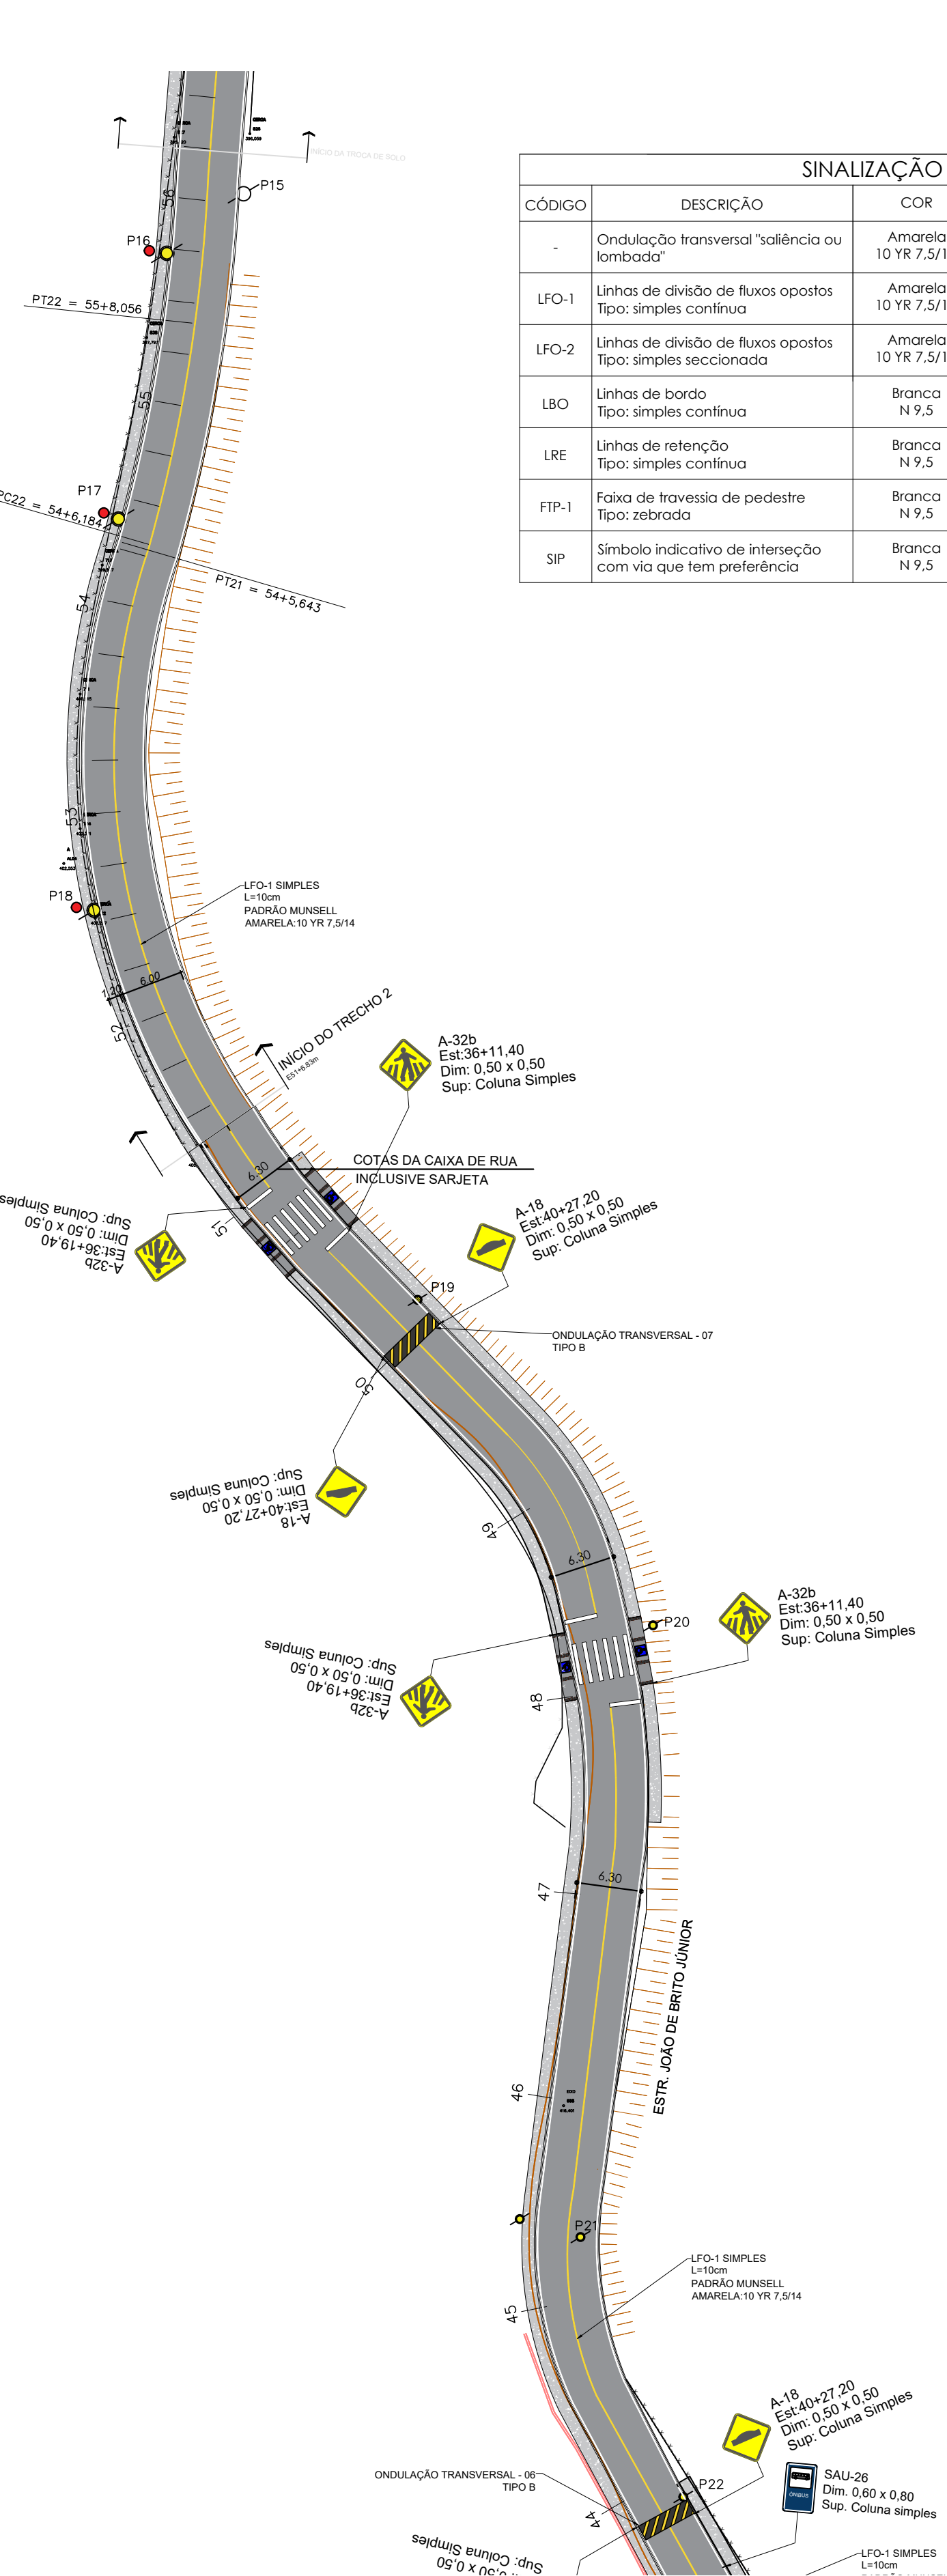 INÍCIO DA TROCA DE SOLO
P15
56
P16
PT22 = 55+8,056
55
P17
PC22 = 54+6,184
PT21 = 54+5,643
54
53
P18
LFO-1 SIMPLES
L=10cm
PADRÃO MUNSELL
AMARELA:10 YR 7,5/14
1,20
6.00
52
INÍCIO DO TRECHO 2
E51+6.83m
SINALIZAÇÃO
CÓDIGO DESCRIÇÃO COR
- Ondulação transversal "saliência ou lombada" Amarela 10 YR 7,5/1
LFO-1 Linhas de divisão de fluxos opostos Amarela
Tipo: simples contínua 10 YR 7,5/1
LFO-2 Linhas de divisão de fluxos opostos Amarela
Tipo: simples seccionada 10 YR 7,5/1
LBO Linhas de bordo Branca
Tipo: simples contínua N 9,5
LRE Linhas de retenção Branca
Tipo: simples contínua N 9,5
FTP-1 Faixa de travessia de pedestre Branca
Tipo: zebrada N 9,5
SIP Símbolo indicativo de interseção Branca
com via que tem preferência N 9,5
A-32b
Est:36+11,40
Dim: 0,50 x 0,50
Sup: Coluna Simples
COTAS DA CAIXA DE RUA
INCLUSIVE SARJETA
6.30
51
A-32b
Est:36+19,40
Dim: 0,50 x 0,50
Sup: Coluna Simples
A-18
Est:40+27,20
Dim: 0,50 x 0,50
Sup: Coluna Simples
P19
ONDULAÇÃO TRANSVERSAL - 07
TIPO B
50
A-18
Est:40+27,20
Dim: 0,50 x 0,50
Sup: Coluna Simples
49
6.30
A-32b
Est:36+11,40
Dim: 0,50 x 0,50
Sup: Coluna Simples
P20
A-32b
Est:36+19,40
Dim: 0,50 x 0,50
Sup: Coluna Simples
48
47
6.30
ESTR. JOÃO DE BRITO JÚNIOR
46
P21
LFO-1 SIMPLES
L=10cm
PADRÃO MUNSELL
AMARELA:10 YR 7,5/14
45
A-18
Est:40+27,20
Dim: 0,50 x 0,50
Sup: Coluna Simples
ONDULAÇÃO TRANSVERSAL - 06
TIPO B
P22
SAU-26
Dim. 0,60 x 0,80
Sup. Coluna simples
ÔNIBUS
44
Sup: Coluna Simples
LFO-1 SIMPLES
L=10cm